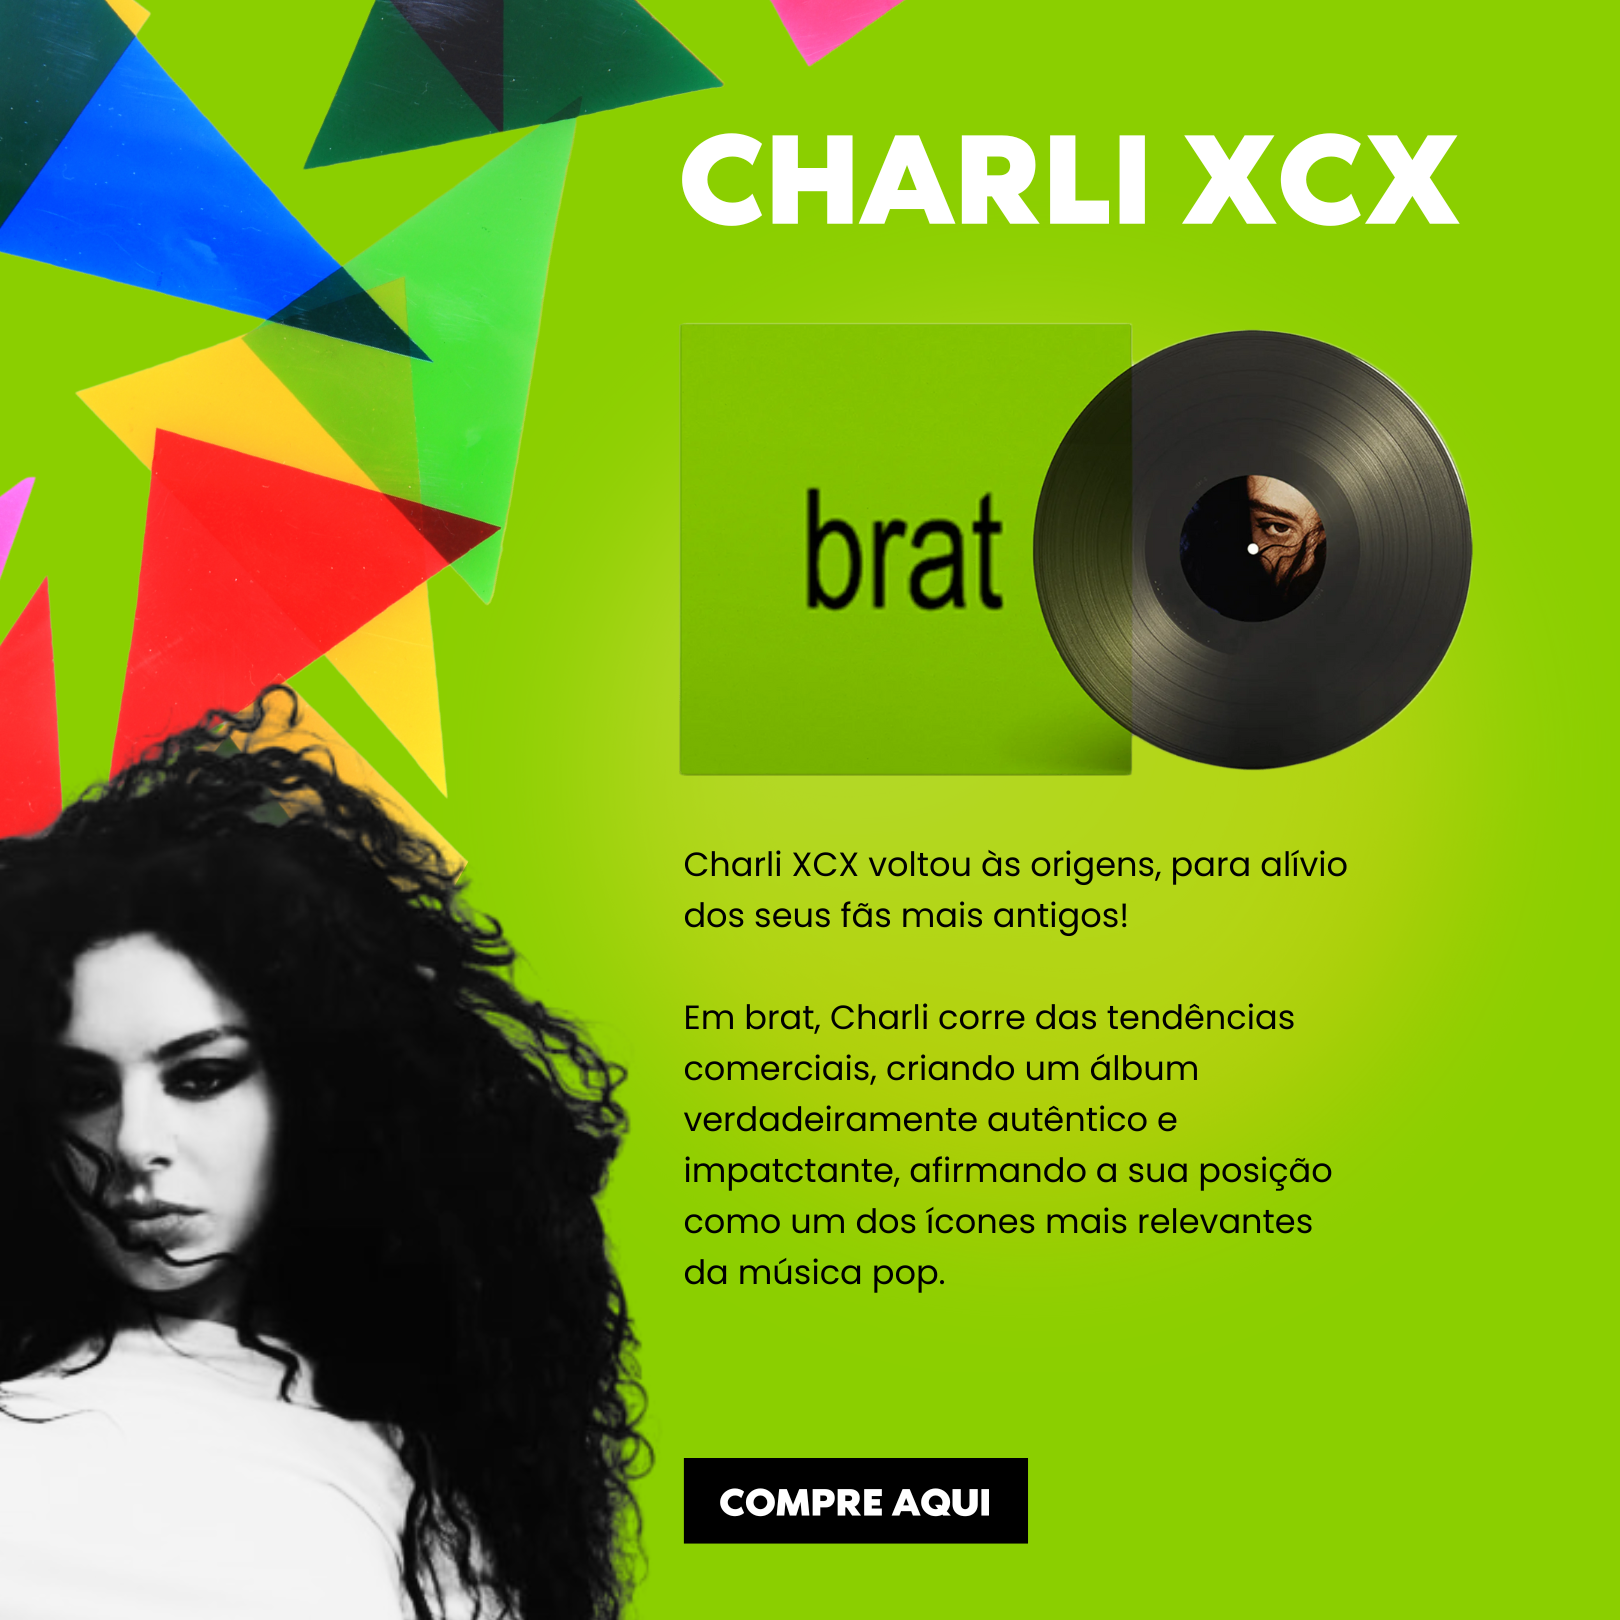 CHARLI XCX
brat
Charli XCX voltou às origens, para alívio
dos seus fãs mais antigos!
Em brat, Charli corre das tendências
comerciais, criando um álbum
verdadeiramente autêntico e
impatctante, afirmando a sua posição
como um dos ícones mais relevantes
da música pop.
COMPRE AQUI